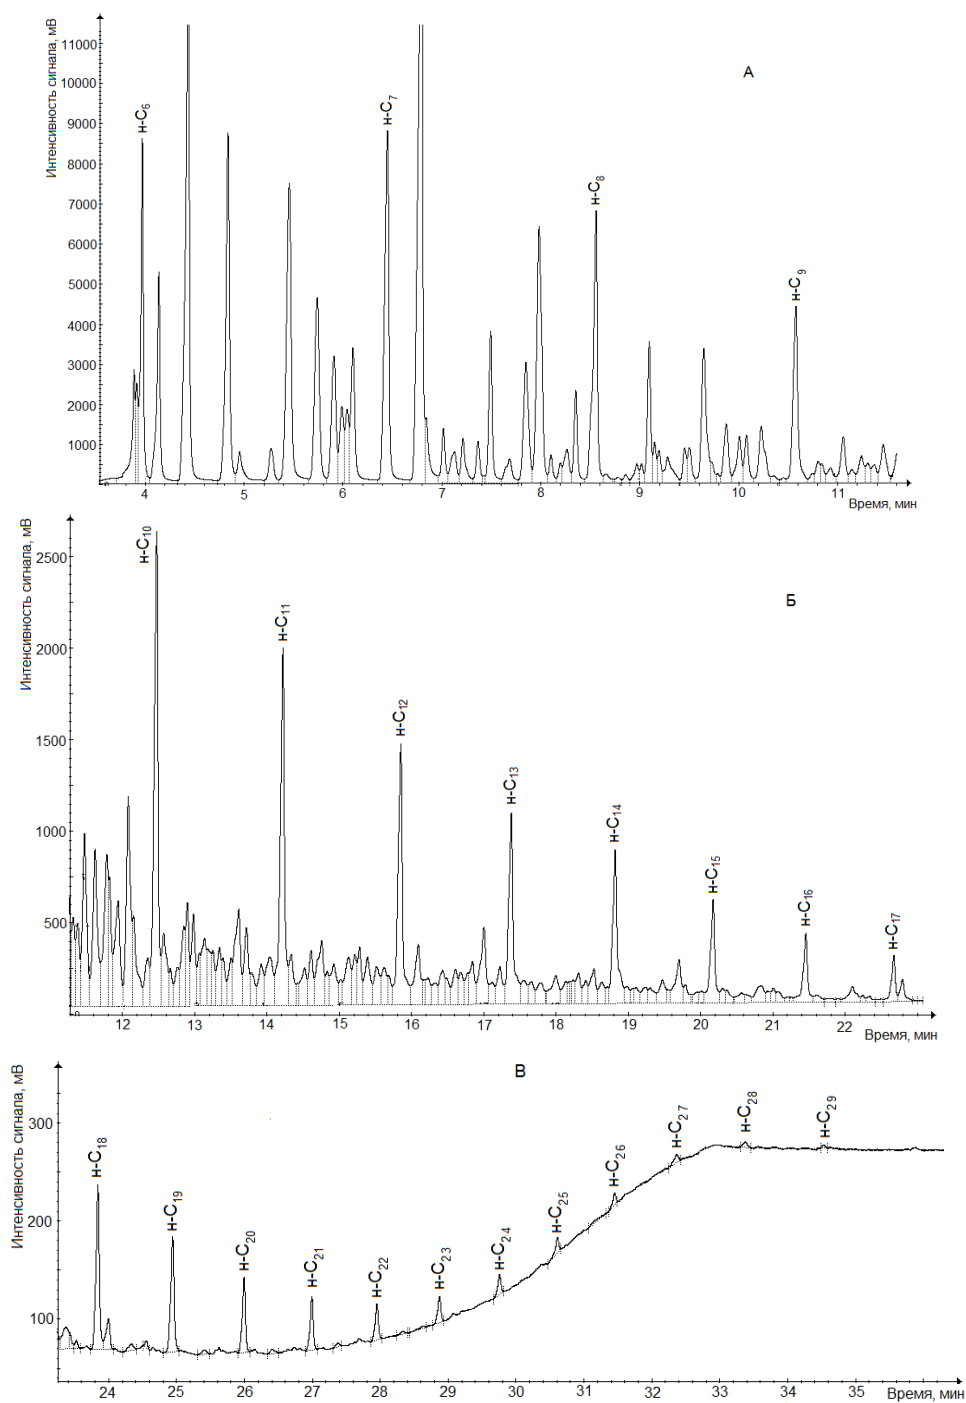 Интенсивность сигнала, мВ
А
11000
10000
9000
8000
7000
6000
5000
4000
3000
2000
1000
н-C6
н-C7
н-C8
н-C9
4 5 6 7 8 9 10 11
Время, мин
Интенсивность сигнала, мВ
Б
2500
2000
1500
1000
500
н-C10
н-C11
н-C12
н-C13
н-C14
н-C15
н-C16
н-C17
12 13 14 15 16 17 18 19 20 21 22
Время, мин
Интенсивность сигнала, мВ
В
300
200
100
н-C18
н-C19
н-C20
н-C21
н-C22
н-C23
н-C24
н-C25
н-C26
н-C27
н-C28
н-C29
24 25 26 27 28 29 30 31 32 33 34 35
Время, мин